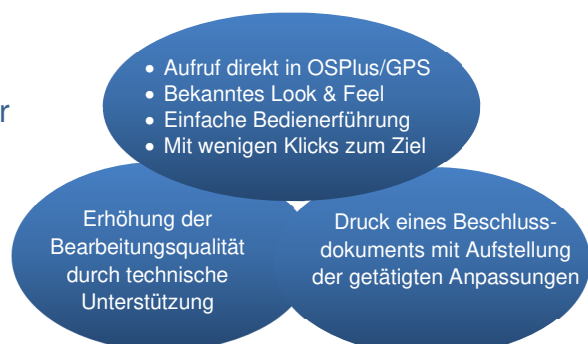 • Aufruf direkt in OSPlus/GPS
• Bekanntes Look & Feel
• Einfache Bedienerführung
• Mit wenigen Klicks zum Ziel
r
Erhöhung der
Bearbeitungsqualität
durch technische
Unterstützung
Druck eines Beschluss-
dokuments mit Aufstellung
der getätigten Anpassungen